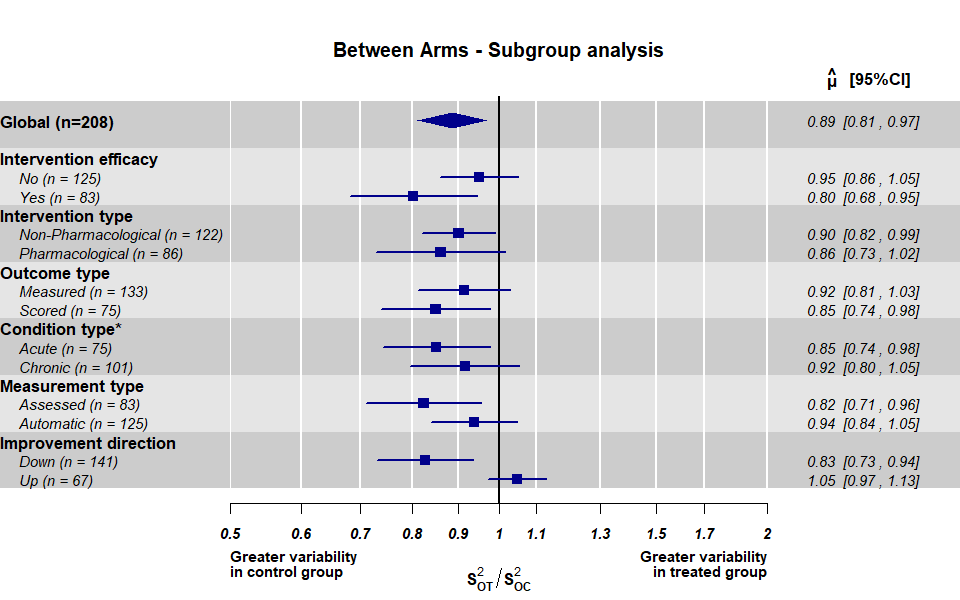 Between Arms - Subgroup analysis
μ̂ [95%CI]
Global (n=208) 0.89 [0.81 , 0.97]
Intervention efficacy
No (n = 125) 0.95 [0.86 , 1.05]
Yes (n = 83) 0.80 [0.68 , 0.95]
Intervention type
Non-Pharmacological (n = 122) 0.90 [0.82 , 0.99]
Pharmacological (n = 86) 0.86 [0.73 , 1.02]
Outcome type
Measured (n = 133) 0.92 [0.81 , 1.03]
Scored (n = 75) 0.85 [0.74 , 0.98]
Condition type*
Acute (n = 75) 0.85 [0.74 , 0.98]
Chronic (n = 101) 0.92 [0.80 , 1.05]
Measurement type
Assessed (n = 83) 0.82 [0.71 , 0.96]
Automatic (n = 125) 0.94 [0.84 , 1.05]
Improvement direction
Down (n = 141) 0.83 [0.73 , 0.94]
Up (n = 67) 1.05 [0.97 , 1.13]
0.5 0.6 0.7 0.8 0.9 1 1.1 1.3 1.5 1.7 2
Greater variability Greater variability
in control group in treated group
S²OT / S²OC